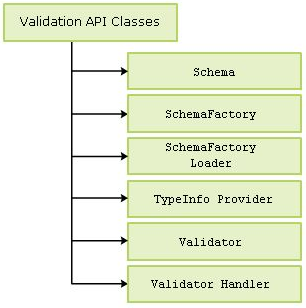 Validation API Classes
Schema
SchemaFactory
SchemaFactory
Loader
TypeInfo Provider
Validator
Validator Handler